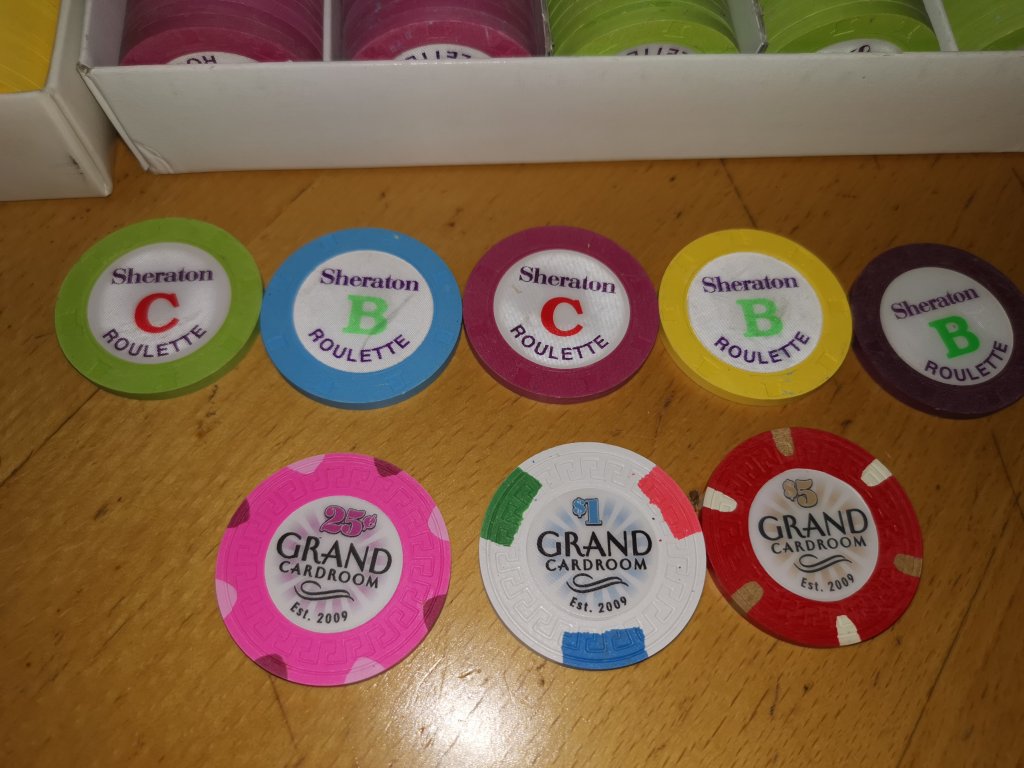 Sheraton
C
ROULETTE
Sheraton
B
ROULETTE
Sheraton
C
ROULETTE
Sheraton
B
ROULETTE
Sheraton
B
ROULETTE
25¢
GRAND
CARDROOM
Est. 2009
$1
GRAND
CARDROOM
Est. 2009
$5
GRAND
CARDROOM
Est. 2009